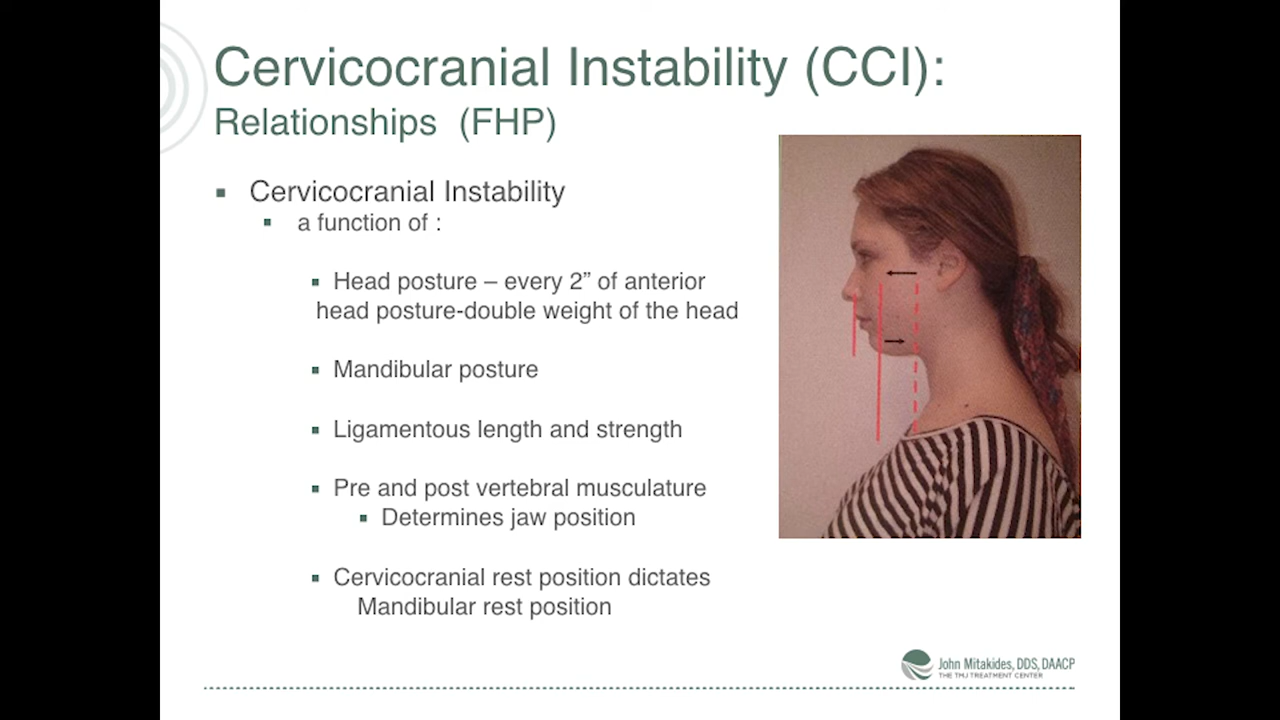 Cervicocranial Instability (CCI):
Relationships (FHP)
▪ Cervicocranial Instability
▪ a function of :
▪ Head posture – every 2” of anterior
head posture-double weight of the head
▪ Mandibular posture
▪ Ligamentous length and strength
▪ Pre and post vertebral musculature
▪ Determines jaw position
▪ Cervicocranial rest position dictates
Mandibular rest position
John Mitakides, DDS, DAACP
THE TMJ TREATMENT CENTER